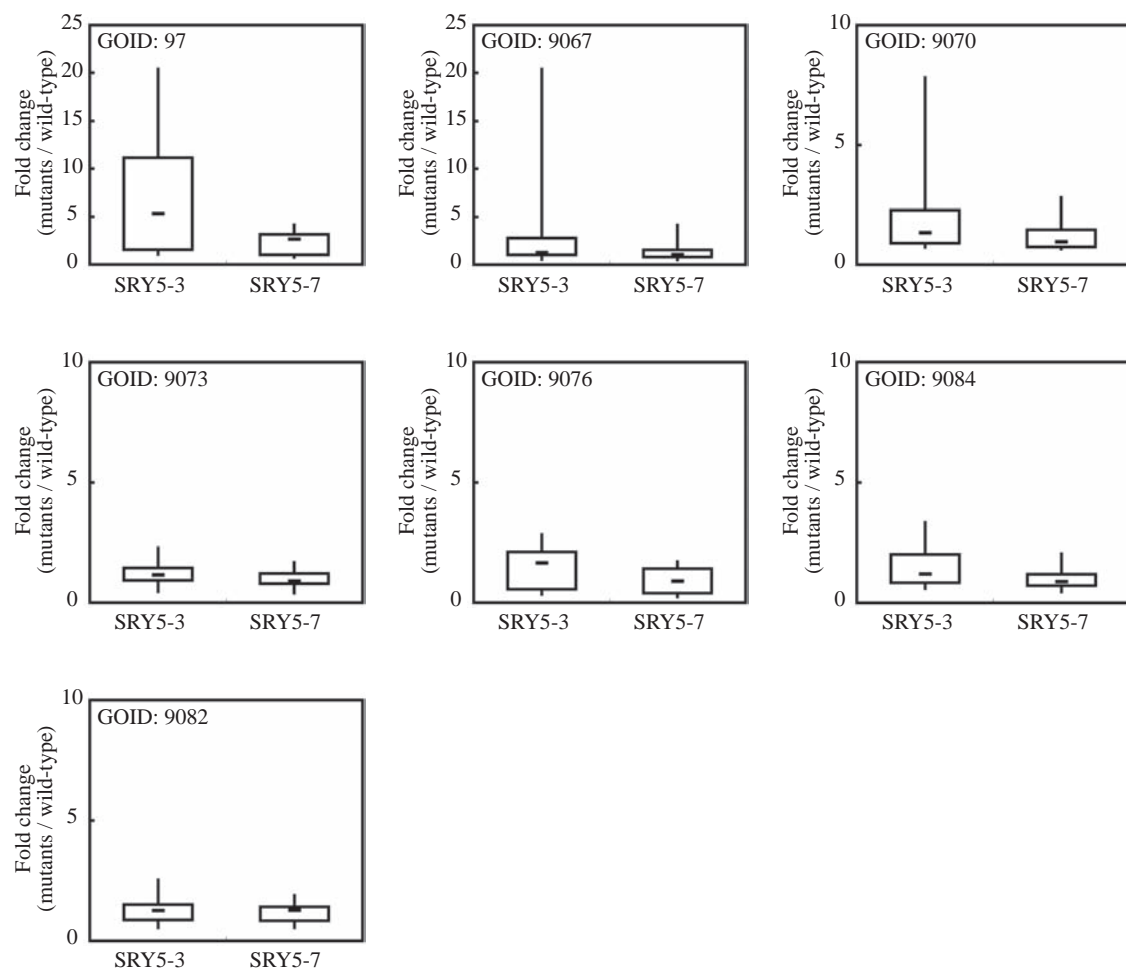 25
20
15
10
5
0
GOID: 97
Fold change
(mutants / wild-type)
SRY5-3 SRY5-7
25
20
15
10
5
0
GOID: 9067
Fold change
(mutants / wild-type)
SRY5-3 SRY5-7
10
5
0
GOID: 9070
Fold change
(mutants / wild-type)
SRY5-3 SRY5-7
10
5
0
GOID: 9073
Fold change
(mutants / wild-type)
SRY5-3 SRY5-7
10
5
0
GOID: 9076
Fold change
(mutants / wild-type)
SRY5-3 SRY5-7
10
5
0
GOID: 9084
Fold change
(mutants / wild-type)
SRY5-3 SRY5-7
10
5
0
GOID: 9082
Fold change
(mutants / wild-type)
SRY5-3 SRY5-7